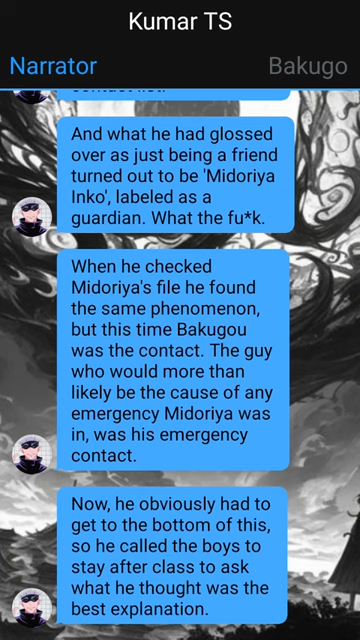 Kumar TS
Narrator
Bakugo
contact list.
And what he had glossed
over as just being a friend
turned out to be 'Midoriya
Inko', labeled as a
guardian. What the fu*k.
When he checked
Midoriya's file he found
the same phenomenon,
but this time Bakugou
was the contact. The guy
who would more than
likely be the cause of any
emergency Midoriya was
in, was his emergency
contact.
Now, he obviously had to
get to the bottom of this,
so he called the boys to
stay after class to ask
what he thought was the
best explanation.